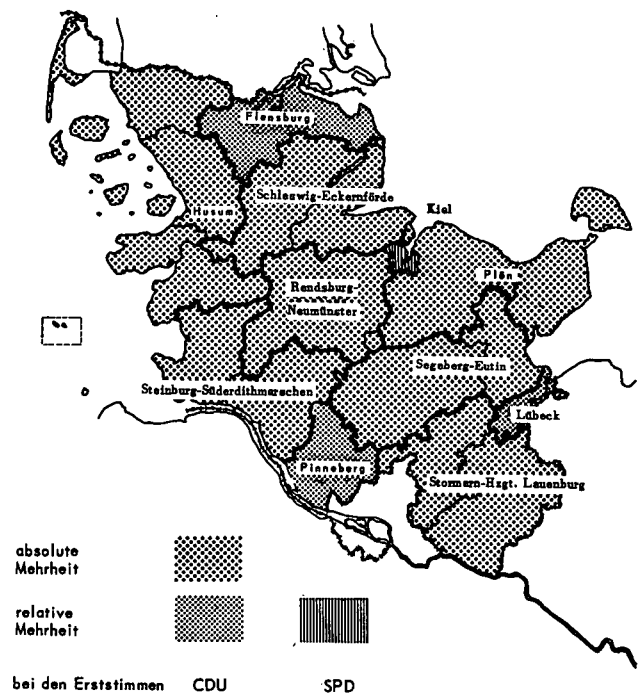 Flensburg
Husum
Schleswig-Eckernförde
Kiel
Plön
Rendsburg-
Neumünster
Segeberg-Eutin
Steinburg-Süderdithmarschen
Lübeck
Pinneberg
Stormarn-Hzgt. Lauenburg
absolute
Mehrheit
relative
Mehrheit
bei den Erststimmen CDU SPD